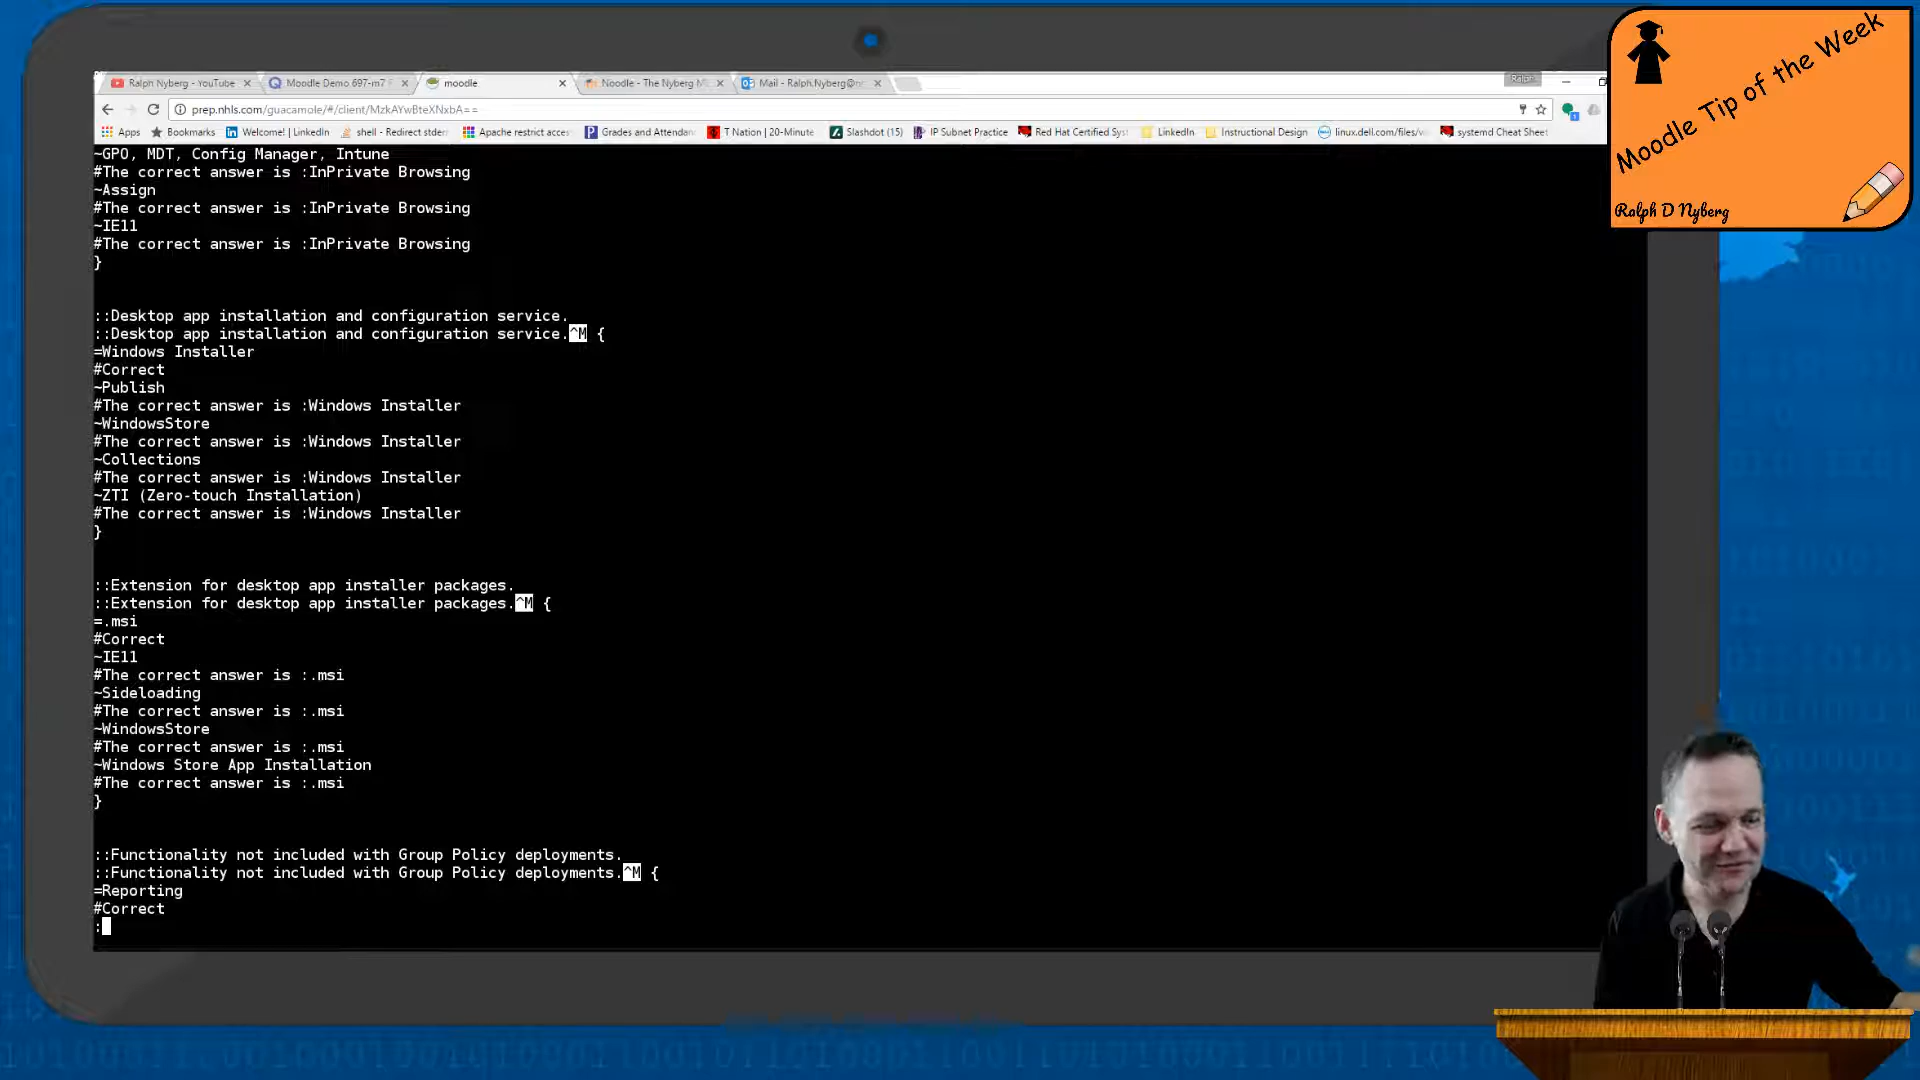 Ralph Nyberg - YouTube
Moodle Demo 697-m7
moodle
Noodle - The Nyberg M
Mail - Ralph.Nyberg@n
Ralph
prep.nhls.com/guacamole/#/client/MzkAYwBteXNxbA==
Apps
Bookmarks
Welcome! | LinkedIn
shell - Redirect stderr
Apache restrict acces
Grades and Attendan
T Nation | 20-Minute
Slashdot (15)
IP Subnet Practice
Red Hat Certified Sys
LinkedIn
Instructional Design
linux.dell.com/files/
systemd Cheat Sheet
~GPO, MDT, Config Manager, Intune
#The correct answer is :InPrivate Browsing
~Assign
#The correct answer is :InPrivate Browsing
~IE11
#The correct answer is :InPrivate Browsing
}
::Desktop app installation and configuration service.
::Desktop app installation and configuration service.^M {
=Windows Installer
#Correct
~Publish
#The correct answer is :Windows Installer
~WindowsStore
#The correct answer is :Windows Installer
~Collections
#The correct answer is :Windows Installer
~ZTI (Zero-touch Installation)
#The correct answer is :Windows Installer
}
::Extension for desktop app installer packages.
::Extension for desktop app installer packages.^M {
=.msi
#Correct
~IE11
#The correct answer is :.msi
~Sideloading
#The correct answer is :.msi
~WindowsStore
#The correct answer is :.msi
~Windows Store App Installation
#The correct answer is :.msi
}
::Functionality not included with Group Policy deployments.
::Functionality not included with Group Policy deployments.^M {
=Reporting
#Correct
:
Moodle Tip of the Week
Ralph D Nyberg